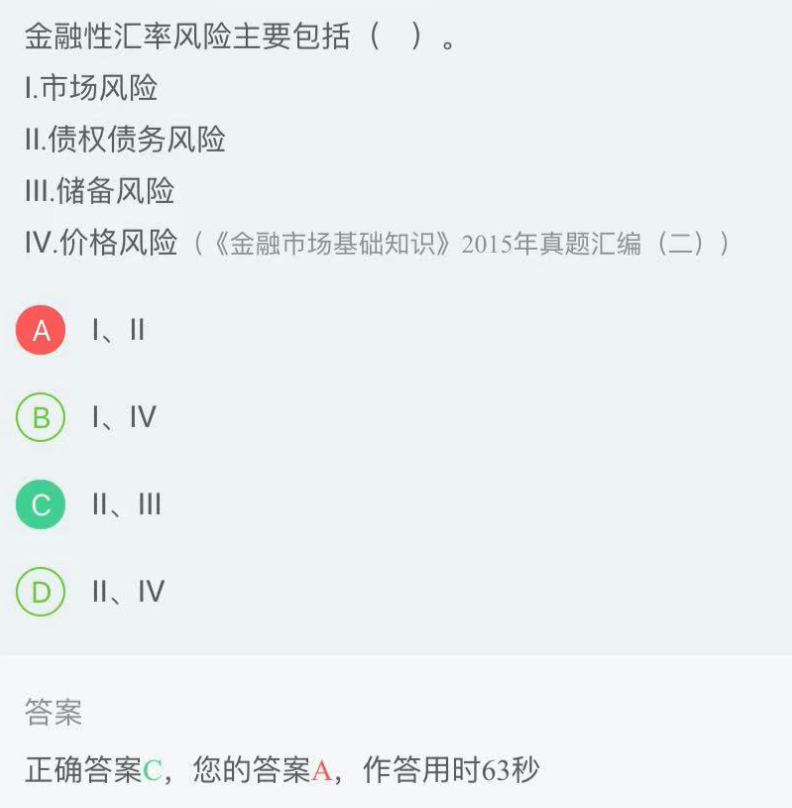 金融性汇率风险主要包括（ ）。
I.市场风险
II.债权债务风险
III.储备风险
IV.价格风险（《金融市场基础知识》2015年真题汇编（二））
A I、II
B I、IV
C II、III
D II、IV
答案
正确答案C，您的答案A，作答用时63秒